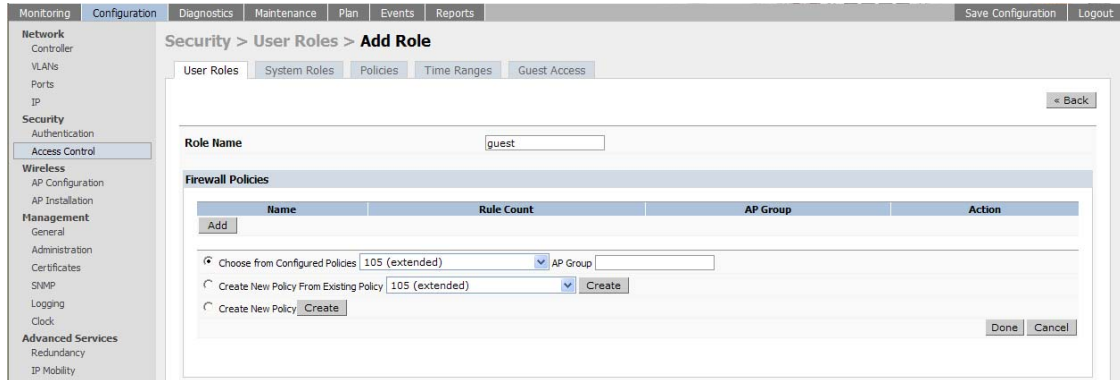 Monitoring Configuration Diagnostics Maintenance Plan Events Reports Save Configuration Logout
Network
Controller
VLANs
Ports
IP
Security
Authentication
Access Control
Wireless
AP Configuration
AP Installation
Management
General
Administration
Certificates
SNMP
Logging
Clock
Advanced Services
Redundancy
IP Mobility
Security > User Roles > Add Role
User Roles System Roles Policies Time Ranges Guest Access
« Back
Role Name guest
Firewall Policies
Name Rule Count AP Group Action
Add
Choose from Configured Policies 105 (extended) AP Group
Create New Policy From Existing Policy 105 (extended) Create
Create New Policy Create
Done Cancel